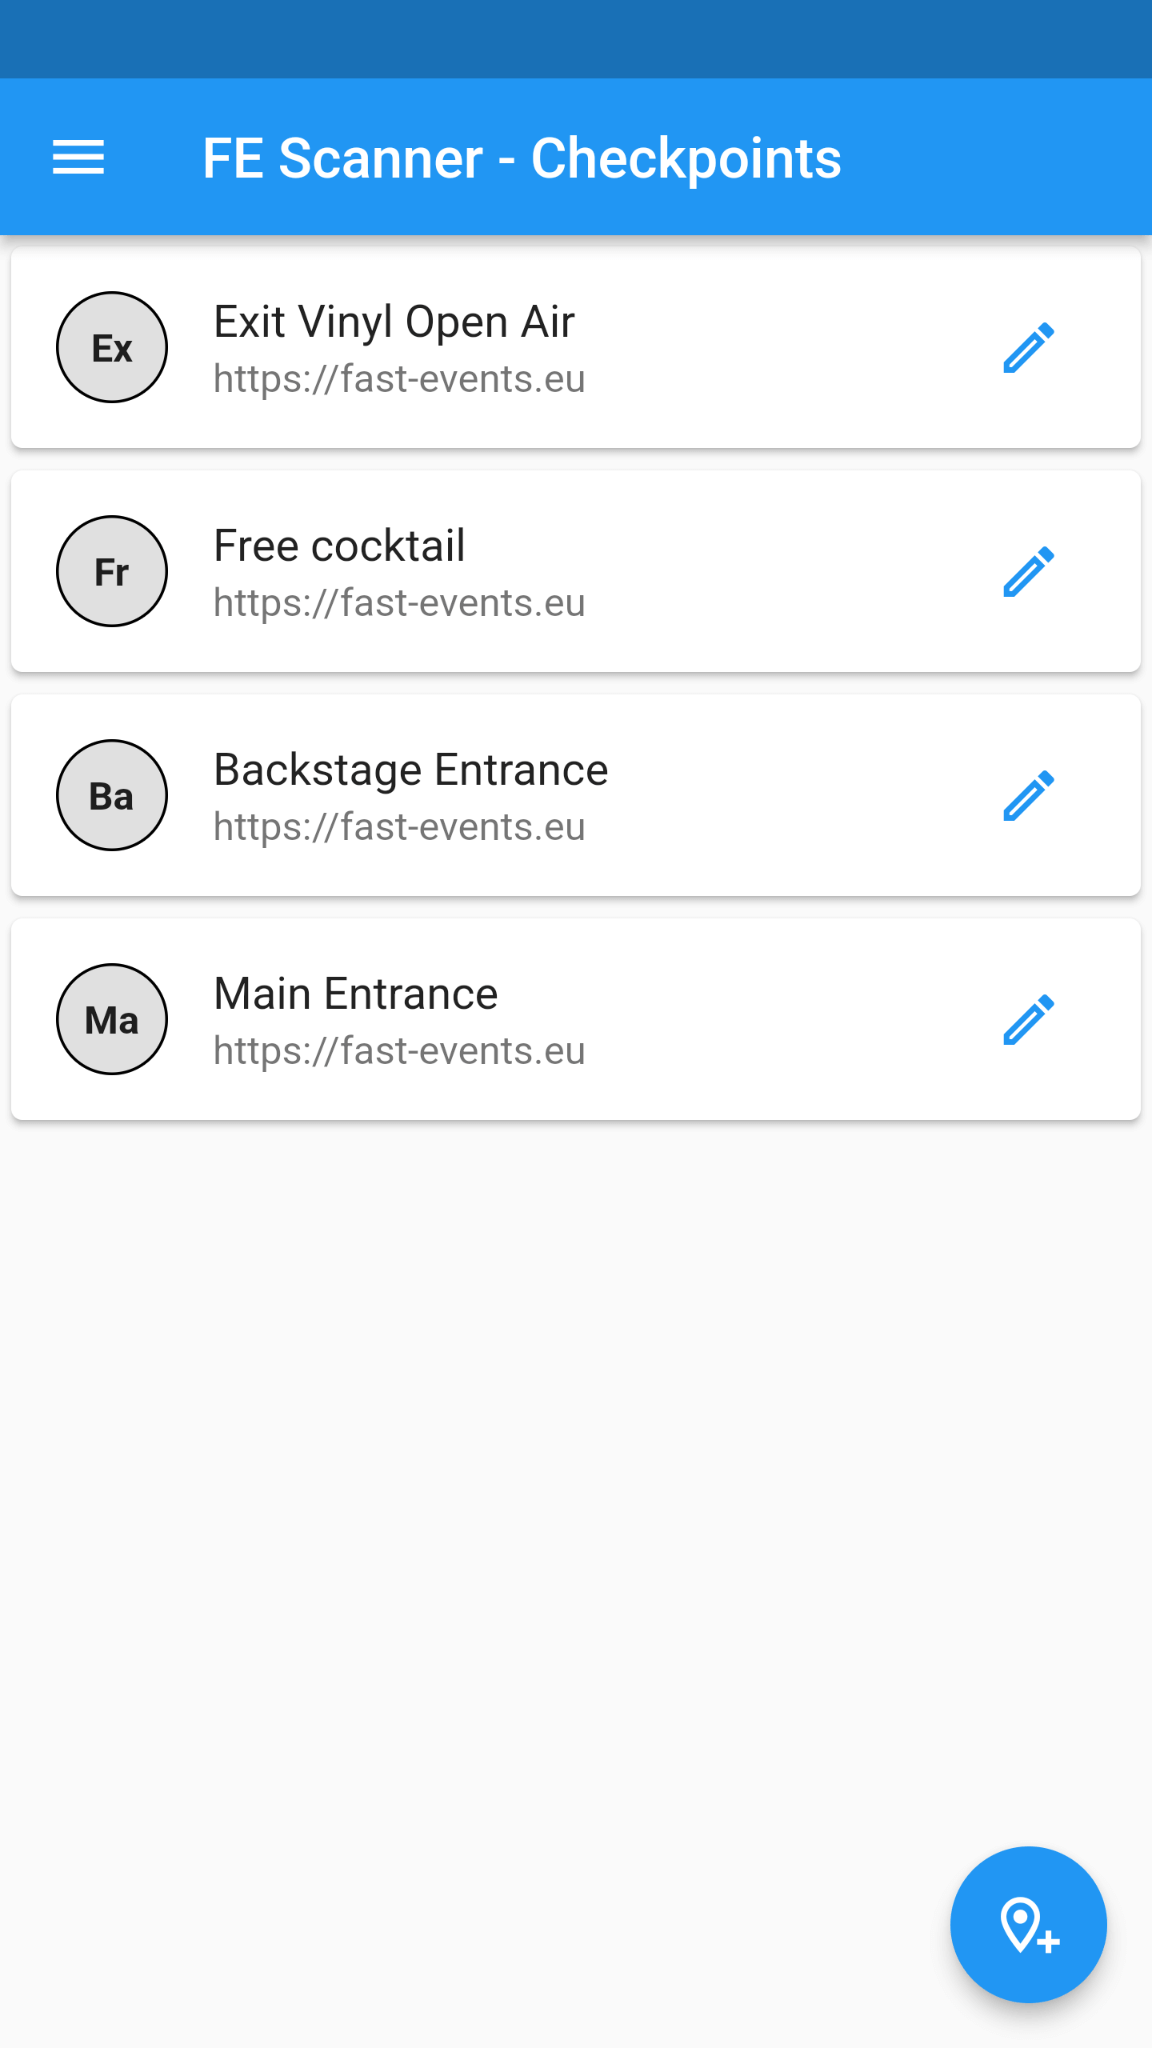 FE Scanner - Checkpoints
Ex
Exit Vinyl Open Air
https://fast-events.eu
Fr
Free cocktail
https://fast-events.eu
Ba
Backstage Entrance
https://fast-events.eu
Ma
Main Entrance
https://fast-events.eu